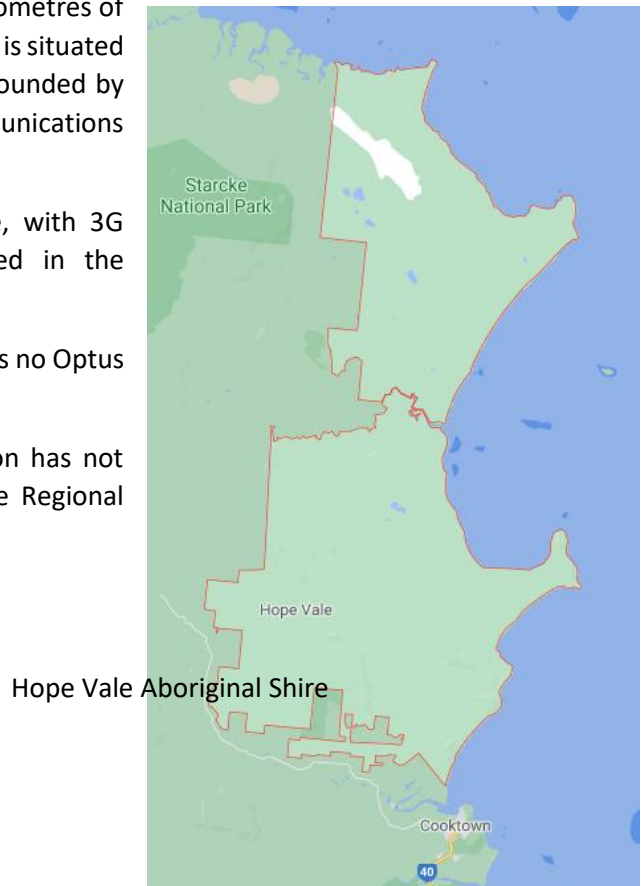 ometres of
is situated
ounded by
unications
e, with 3G
ed in the
s no Optus
on has not
e Regional
Starcke
National Park
Hope Vale
Hope Vale Aboriginal Shire
Cooktown
40